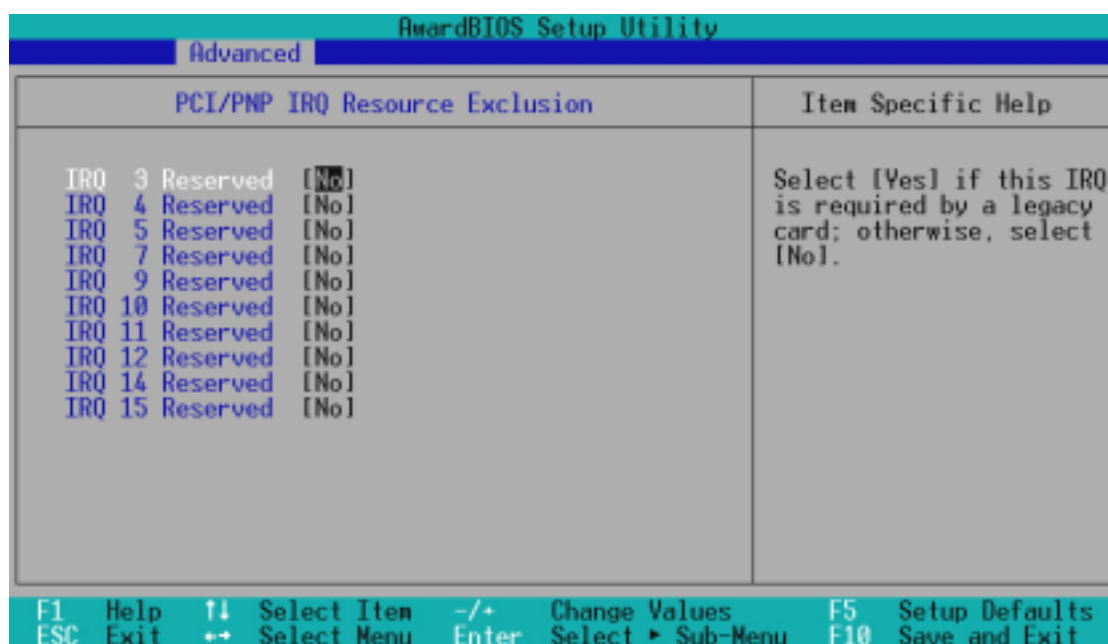 AwardBIOS Setup Utility
Advanced
PCI/PNP IRQ Resource Exclusion
Item Specific Help
IRQ 3 Reserved [No]
IRQ 4 Reserved [No]
IRQ 5 Reserved [No]
IRQ 7 Reserved [No]
IRQ 9 Reserved [No]
IRQ 10 Reserved [No]
IRQ 11 Reserved [No]
IRQ 12 Reserved [No]
IRQ 14 Reserved [No]
IRQ 15 Reserved [No]
Select [Yes] if this IRQ
is required by a legacy
card; otherwise, select
[No].
F1 Help ↑↓ Select Item -/+ Change Values F5 Setup Defaults
ESC Exit ←→ Select Menu Enter Select ► Sub-Menu F10 Save and Exit